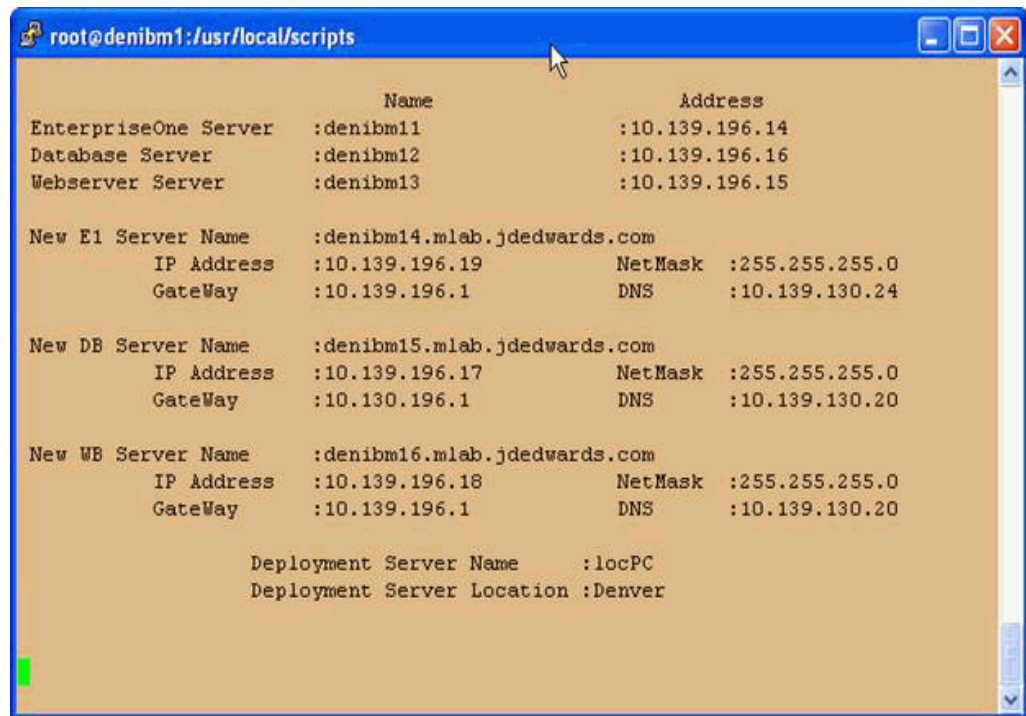 root@denibm1:/usr/local/scripts
Name Address
EnterpriseOne Server :denibm11 :10.139.196.14
Database Server :denibm12 :10.139.196.16
Webserver Server :denibm13 :10.139.196.15
New E1 Server Name :denibm14.mlab.jdedwards.com
IP Address :10.139.196.19 NetMask :255.255.255.0
GateWay :10.139.196.1 DNS :10.139.130.24
New DB Server Name :denibm15.mlab.jdedwards.com
IP Address :10.139.196.17 NetMask :255.255.255.0
GateWay :10.130.196.1 DNS :10.139.130.20
New WB Server Name :denibm16.mlab.jdedwards.com
IP Address :10.139.196.18 NetMask :255.255.255.0
GateWay :10.139.196.1 DNS :10.139.130.20
Deployment Server Name :locPC
Deployment Server Location :Denver